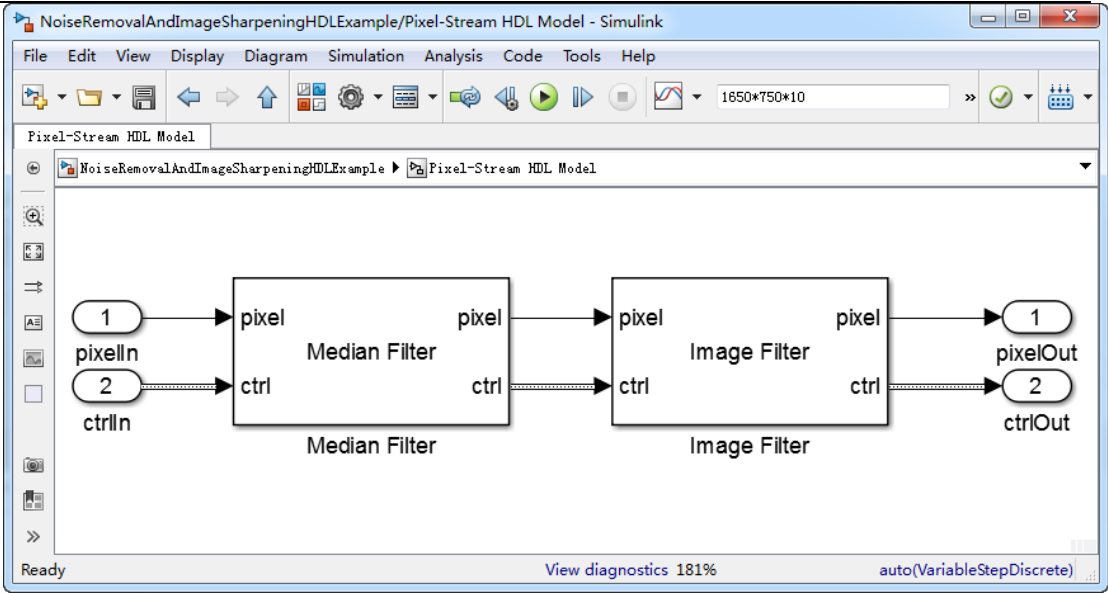 NoiseRemovalAndImageSharpeningHDLExample/Pixel-Stream HDL Model - Simulink
File Edit View Display Diagram Simulation Analysis Code Tools Help
1650*750*10 »
Pixel-Stream HDL Model
NoiseRemovalAndImageSharpeningHDLExample Pixel-Stream HDL Model
1 pixel pixel pixel pixel 1
pixelIn Median Filter Image Filter pixelOut
2 ctrl ctrl ctrl ctrl 2
ctrlIn ctrlOut
Median Filter Image Filter
Ready View diagnostics 181% auto(VariableStepDiscrete)